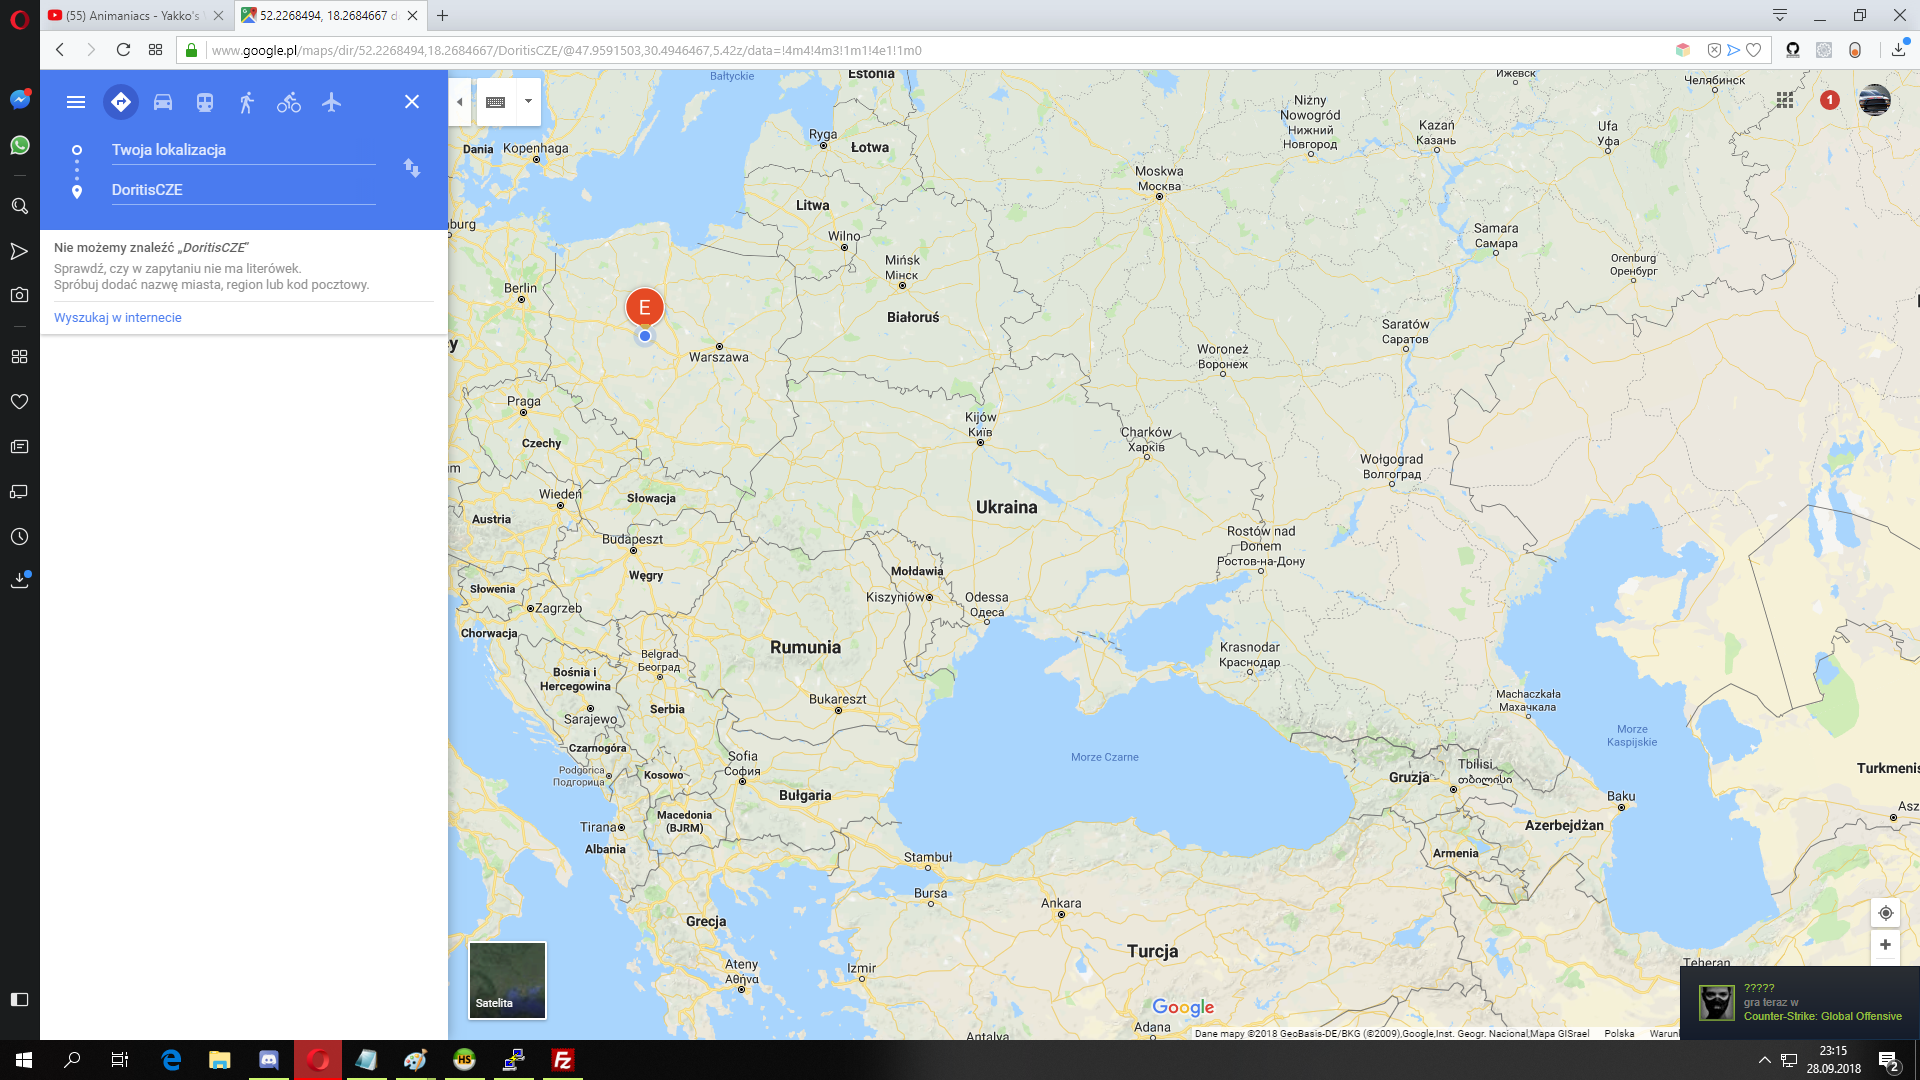 (55) Animaniacs - Yakko's
52.2268494, 18.2684667 d
www.google.pl/maps/dir/52.2268494,18.2684667/DoritisCZE/@47.9591503,30.4946467,5.42z/data=!4m4!4m3!1m1!4e1!1m0
Twoja lokalizacja
DoritisCZE
Nie możemy znaleźć „DoritisCZE”
Sprawdź, czy w zapytaniu nie ma literówek.
Spróbuj dodać nazwę miasta, region lub kod pocztowy.
Wyszukaj w internecie
Bałtyckie
Estonia
Ижевск
Челябинск
1
Niżny
Nowogród
Нижний
Новгород
Kazań
Казань
Ufa
Уфа
Ryga
Łotwa
Dania
Kopenhaga
Moskwa
Москва
Litwa
Wilno
burg
Samara
Самара
Mińsk
Мінск
Orenburg
Оренбург
Berlin
E
Białoruś
Saratów
Саратов
Warszawa
Woroneż
Воронеж
y
Praga
Czechy
Kijów
Київ
Charków
Харків
Wołgograd
Волгоград
m
Wiedeń
Słowacja
Austria
Ukraina
Budapeszt
Rostów nad
Donem
Ростов-на-Дону
Węgry
Mołdawia
Słowenia
Kiszyniów
Odessa
Одеса
Zagrzeb
Chorwacja
Rumunia
Belgrad
Београд
Krasnodar
Краснодар
Bośnia i
Hercegowina
Bukareszt
Machaczkała
Махачкала
Sarajewo
Serbia
Morze
Kaspijskie
Czarnogóra
Sofia
София
Morze Czarne
Podgorica
Подгорица
Kosowo
Gruzja
Tbilisi
თბილისი
Turkmenis
Bułgaria
Baku
Asz
Macedonia
(BJRM)
Tirana
Azerbejdżan
Albania
Stambuł
Armenia
Bursa
Ankara
Grecja
Turcja
Ateny
Αθήνα
Izmir
Teheran
Satelita
Google
Adana
Antalya
Dane mapy ©2018 GeoBasis-DE/BKG (©2009),Google,Inst. Geogr. Nacional,Mapa GISrael
Polska
Warunk
?????
gra teraz w
Counter-Strike: Global Offensive
HS
Fz
23:15
28.09.2018
2